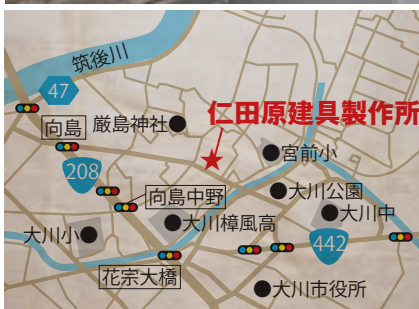 筑後川
47
仁田原建具製作所
向島
厳島神社
宮前小
208
向島中野
大川公園
大川樟風高
大川中
大川小
442
花宗大橋
大川市役所